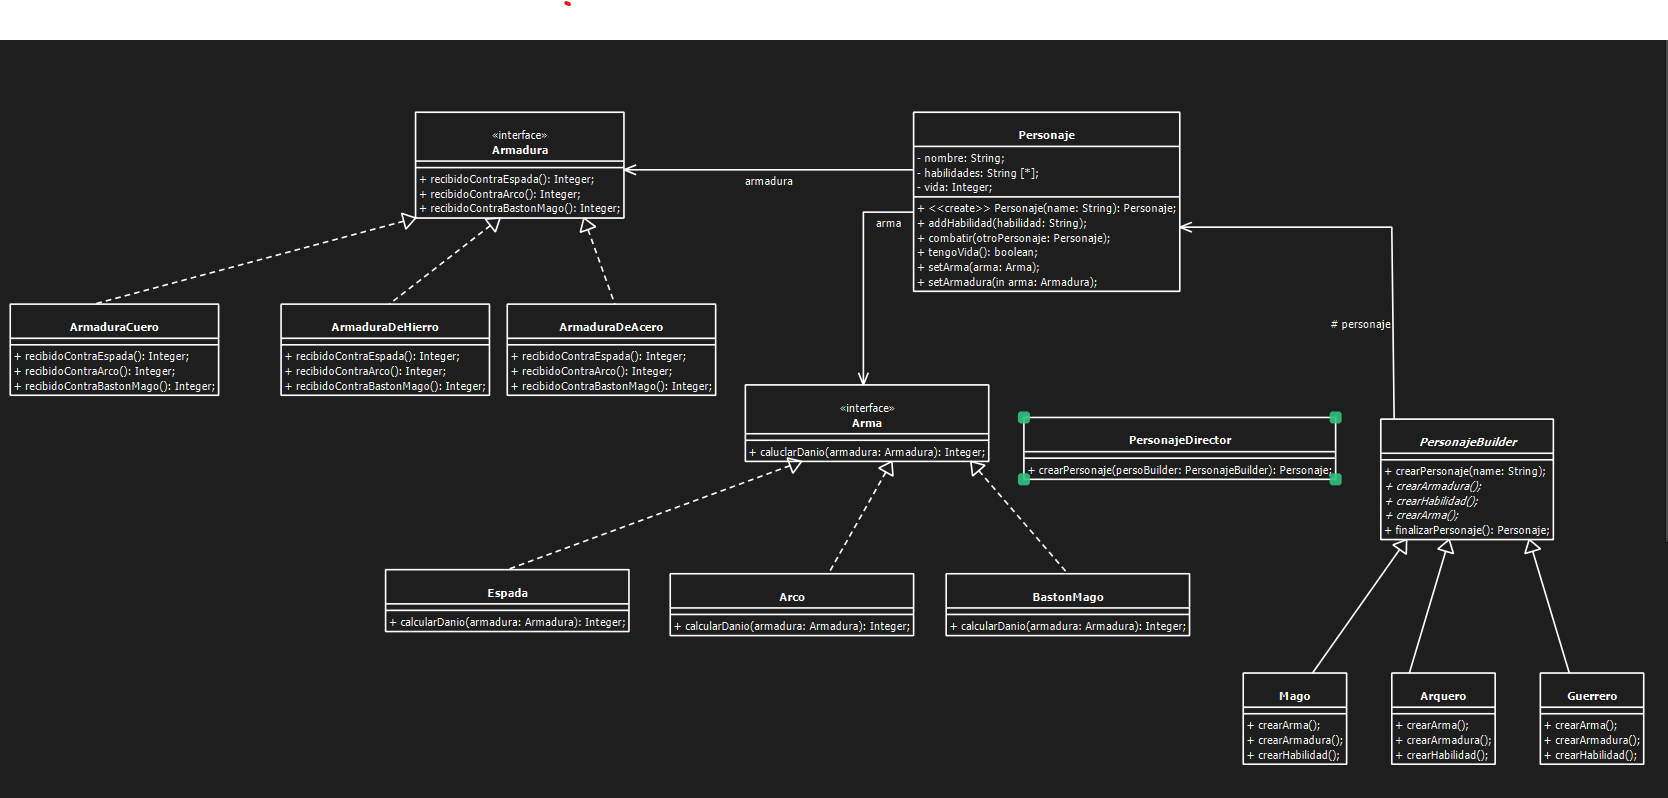 «interface»
Armadura
+ recibidoContraEspada(): Integer;
+ recibidoContraArco(): Integer;
+ recibidoContraBastonMago(): Integer;
Personaje
- nombre: String;
- habilidades: String [*];
- vida: Integer;
+ <<create>> Personaje(name: String): Personaje;
+ addHabilidad(habilidad: String);
+ combatir(otroPersonaje: Personaje);
+ tengoVida(): boolean;
+ setArma(arma: Arma);
+ setArmadura(in arma: Armadura);
armadura
arma
# personaje
ArmaduraCuero
+ recibidoContraEspada(): Integer;
+ recibidoContraArco(): Integer;
+ recibidoContraBastonMago(): Integer;
ArmaduraDeHierro
+ recibidoContraEspada(): Integer;
+ recibidoContraArco(): Integer;
+ recibidoContraBastonMago(): Integer;
ArmaduraDeAcero
+ recibidoContraEspada(): Integer;
+ recibidoContraArco(): Integer;
+ recibidoContraBastonMago(): Integer;
«interface»
Arma
+ caluclarDanio(armadura: Armadura): Integer;
PersonajeDirector
+ crearPersonaje(persoBuilder: PersonajeBuilder): Personaje;
PersonajeBuilder
+ crearPersonaje(name: String);
+ crearArmadura();
+ crearHabilidad();
+ crearArma();
+ finalizarPersonaje(): Personaje;
Espada
+ calcularDanio(armadura: Armadura): Integer;
Arco
+ calcularDanio(armadura: Armadura): Integer;
BastonMago
+ calcularDanio(armadura: Armadura): Integer;
Mago
+ crearArma();
+ crearArmadura();
+ crearHabilidad();
Arquero
+ crearArma();
+ crearArmadura();
+ crearHabilidad();
Guerrero
+ crearArma();
+ crearArmadura();
+ crearHabilidad();